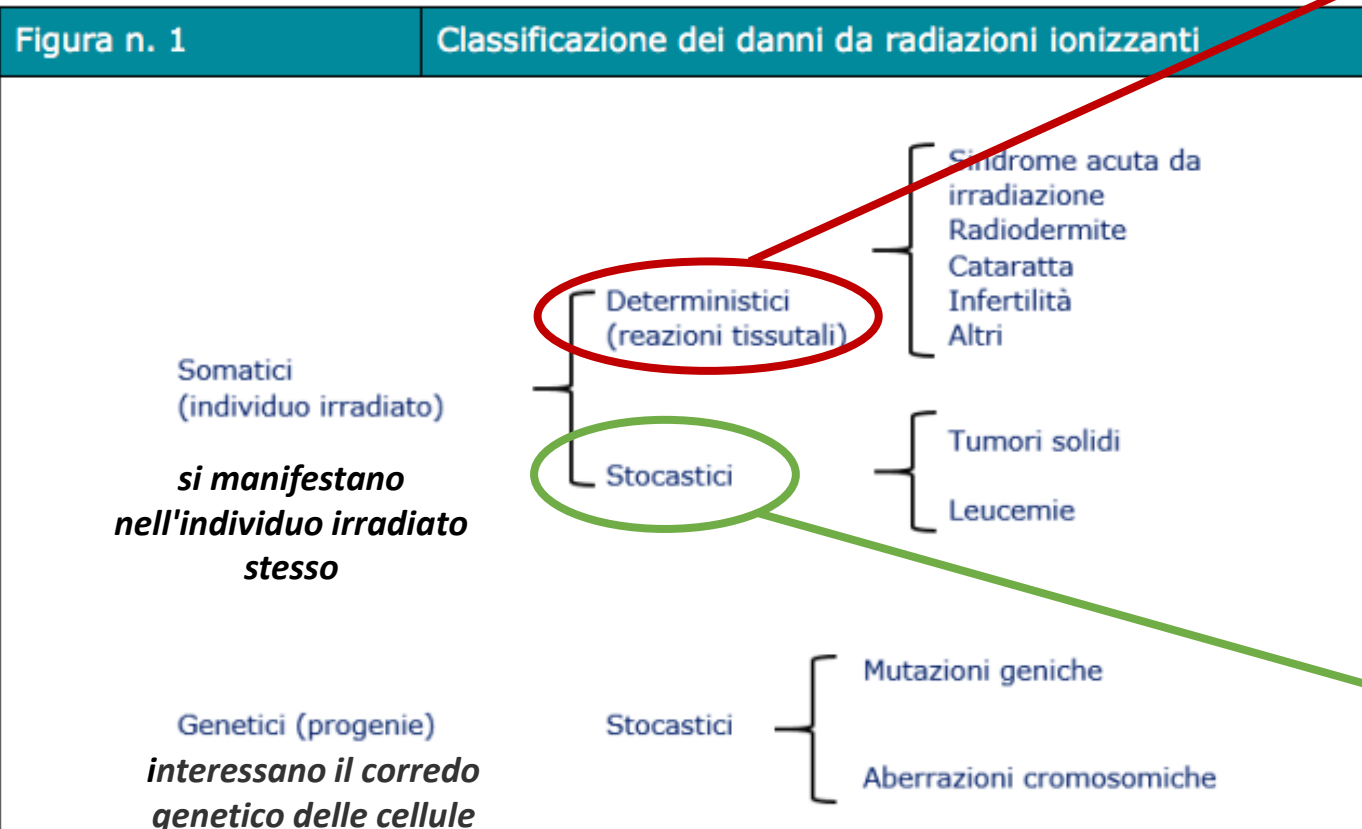 Figura n. 1
Classificazione dei danni da radiazioni ionizzanti
Sindrome acuta da
irradiazione
Radiodermite
Cataratta
Infertilità
Altri
Deterministici
(reazioni tissutali)
Somatici
(individuo irradiato)
si manifestano
nell'individuo irradiato
stesso
Stocastici
Tumori solidi
Leucemie
Mutazioni geniche
Genetici (progenie)
Stocastici
interessano il corredo
genetico delle cellule
Aberrazioni cromosomiche